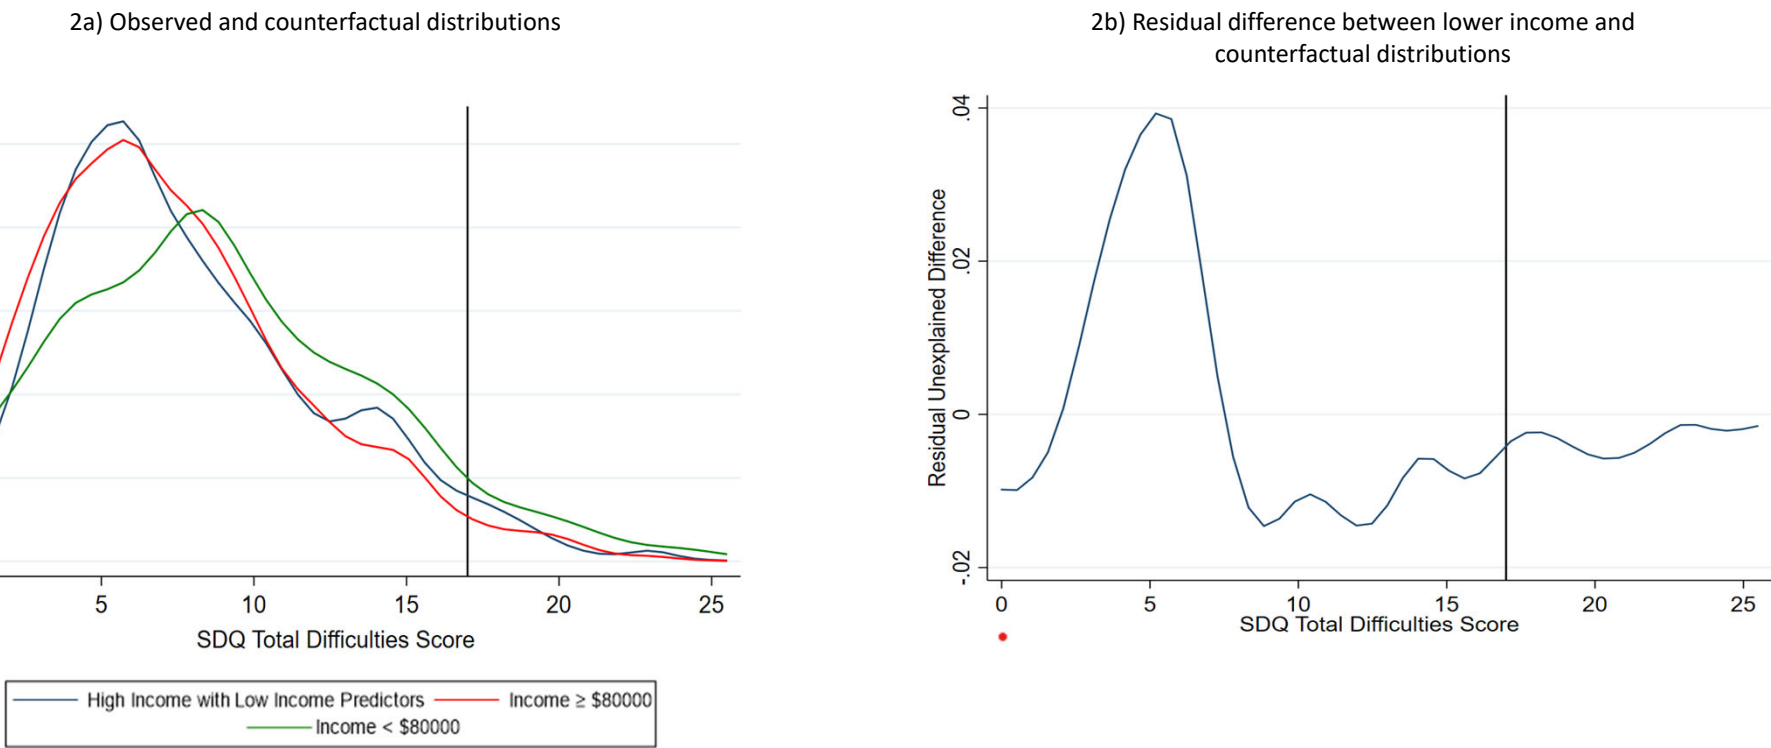 2a) Observed and counterfactual distributions
5 10 15 20 25
SDQ Total Difficulties Score
High Income with Low Income Predictors Income ≥ $80000
Income < $80000
2b) Residual difference between lower income and
counterfactual distributions
Residual Unexplained Difference
.04
.02
0
-.02
0 5 10 15 20 25
SDQ Total Difficulties Score